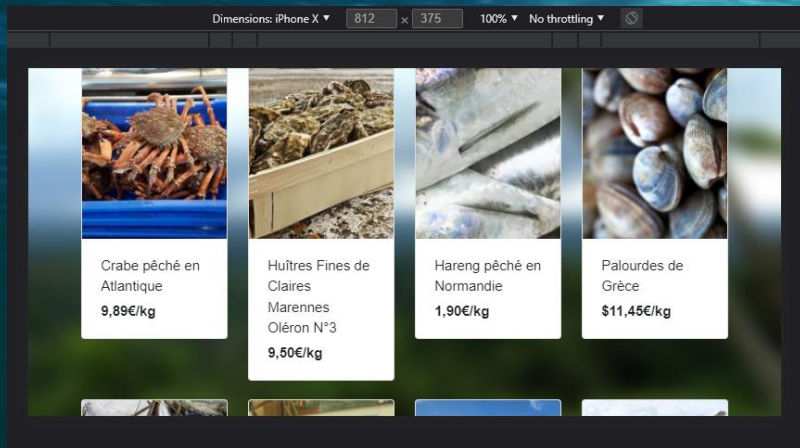 Dimensions: iPhone X ▼ 812 × 375 100% ▼ No throttling ▼
Crabe pêché en
Atlantique
9,89€/kg
Huîtres Fines de
Claires
Marennes
Oléron N°3
9,50€/kg
Hareng pêché en
Normandie
1,90€/kg
Palourdes de
Grèce
$11,45€/kg